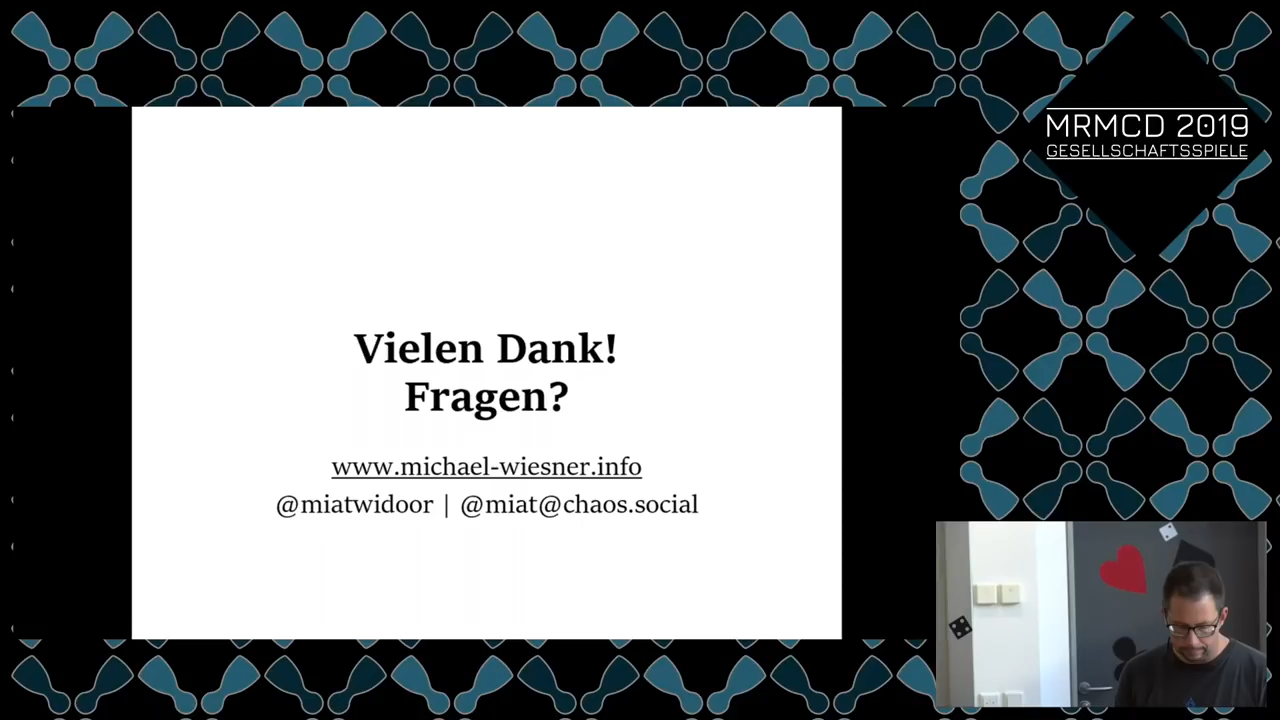 MRMCD 2019
GESELLSCHAFTSSPIELE
Vielen Dank!
Fragen?
www.michael-wiesner.info
@miatwidoor | @miat@chaos.social